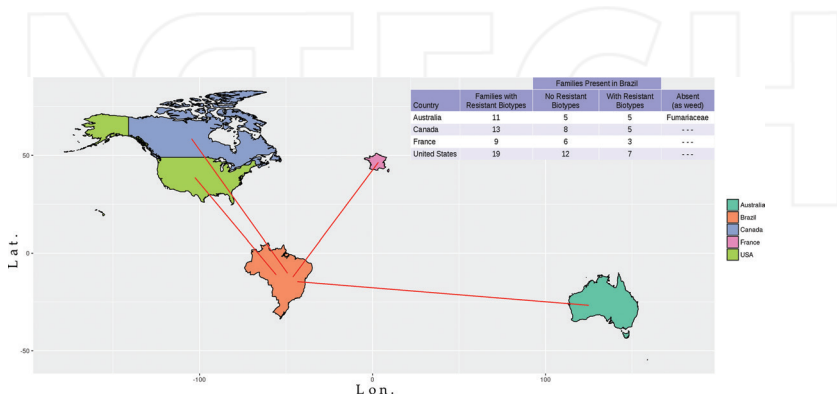 Families Present in Brazil
Country Families with Resistant Biotypes No Resistant Biotypes With Resistant Biotypes Absent (as weed)
Australia 11 5 5 Fumariaceae
Canada 13 8 5 ---
France 9 6 3 ---
United States 19 12 7 ---
50
0
-50
Lat.
-100 0 100
Lon.
Australia
Brazil
Canada
France
USA